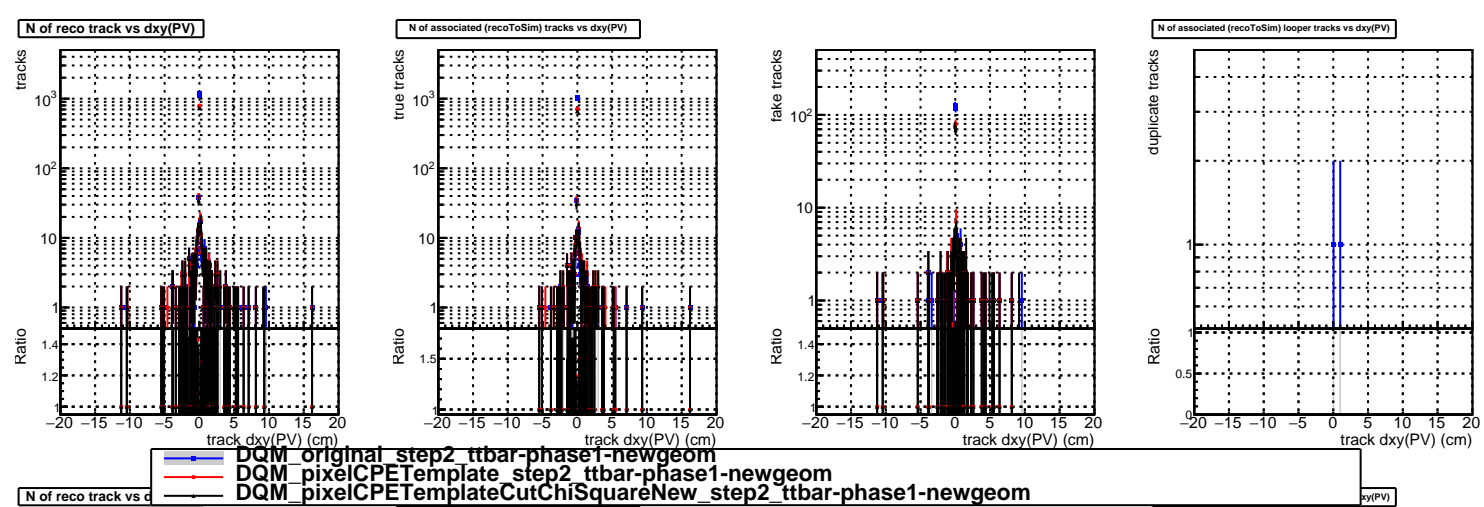 N of reco track vs dxy(PV)
N of associated (recoToSim) tracks vs dxy(PV)
N of associated (recoToSim) looper tracks vs dxy(PV)
tracks
10³
10²
10
1
Ratio
1.4
1.2
1
−20 −15 −10 −5 0 5 10 15 20
track dxy(PV) (cm)
true tracks
10³
10²
10
1
Ratio
1.5
1
−20 −15 −10 −5 0 5 10 15 20
track dxy(PV) (cm)
fake tracks
10²
10
1
Ratio
1.4
1.2
1
−20 −15 −10 −5 0 5 10 15 20
track dxy(PV) (cm)
duplicate tracks
1
Ratio
1
0.5
0
−20 −15 −10 −5 0 5 10 15 20
track dxy(PV) (cm)
DQM_original_step2_ttbar-phase1-newgeom
DQM_pixelCPETemplate_step2_ttbar-phase1-newgeom
DQM_pixelCPETemplateCutChiSquareNew_step2_ttbar-phase1-newgeom
N of reco track vs d
xy(PV)